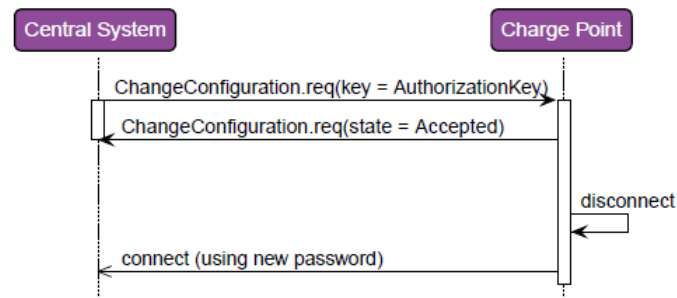 Central System
Charge Point
ChangeConfiguration.req(key = AuthorizationKey)
ChangeConfiguration.req(state = Accepted)
disconnect
connect (using new password)